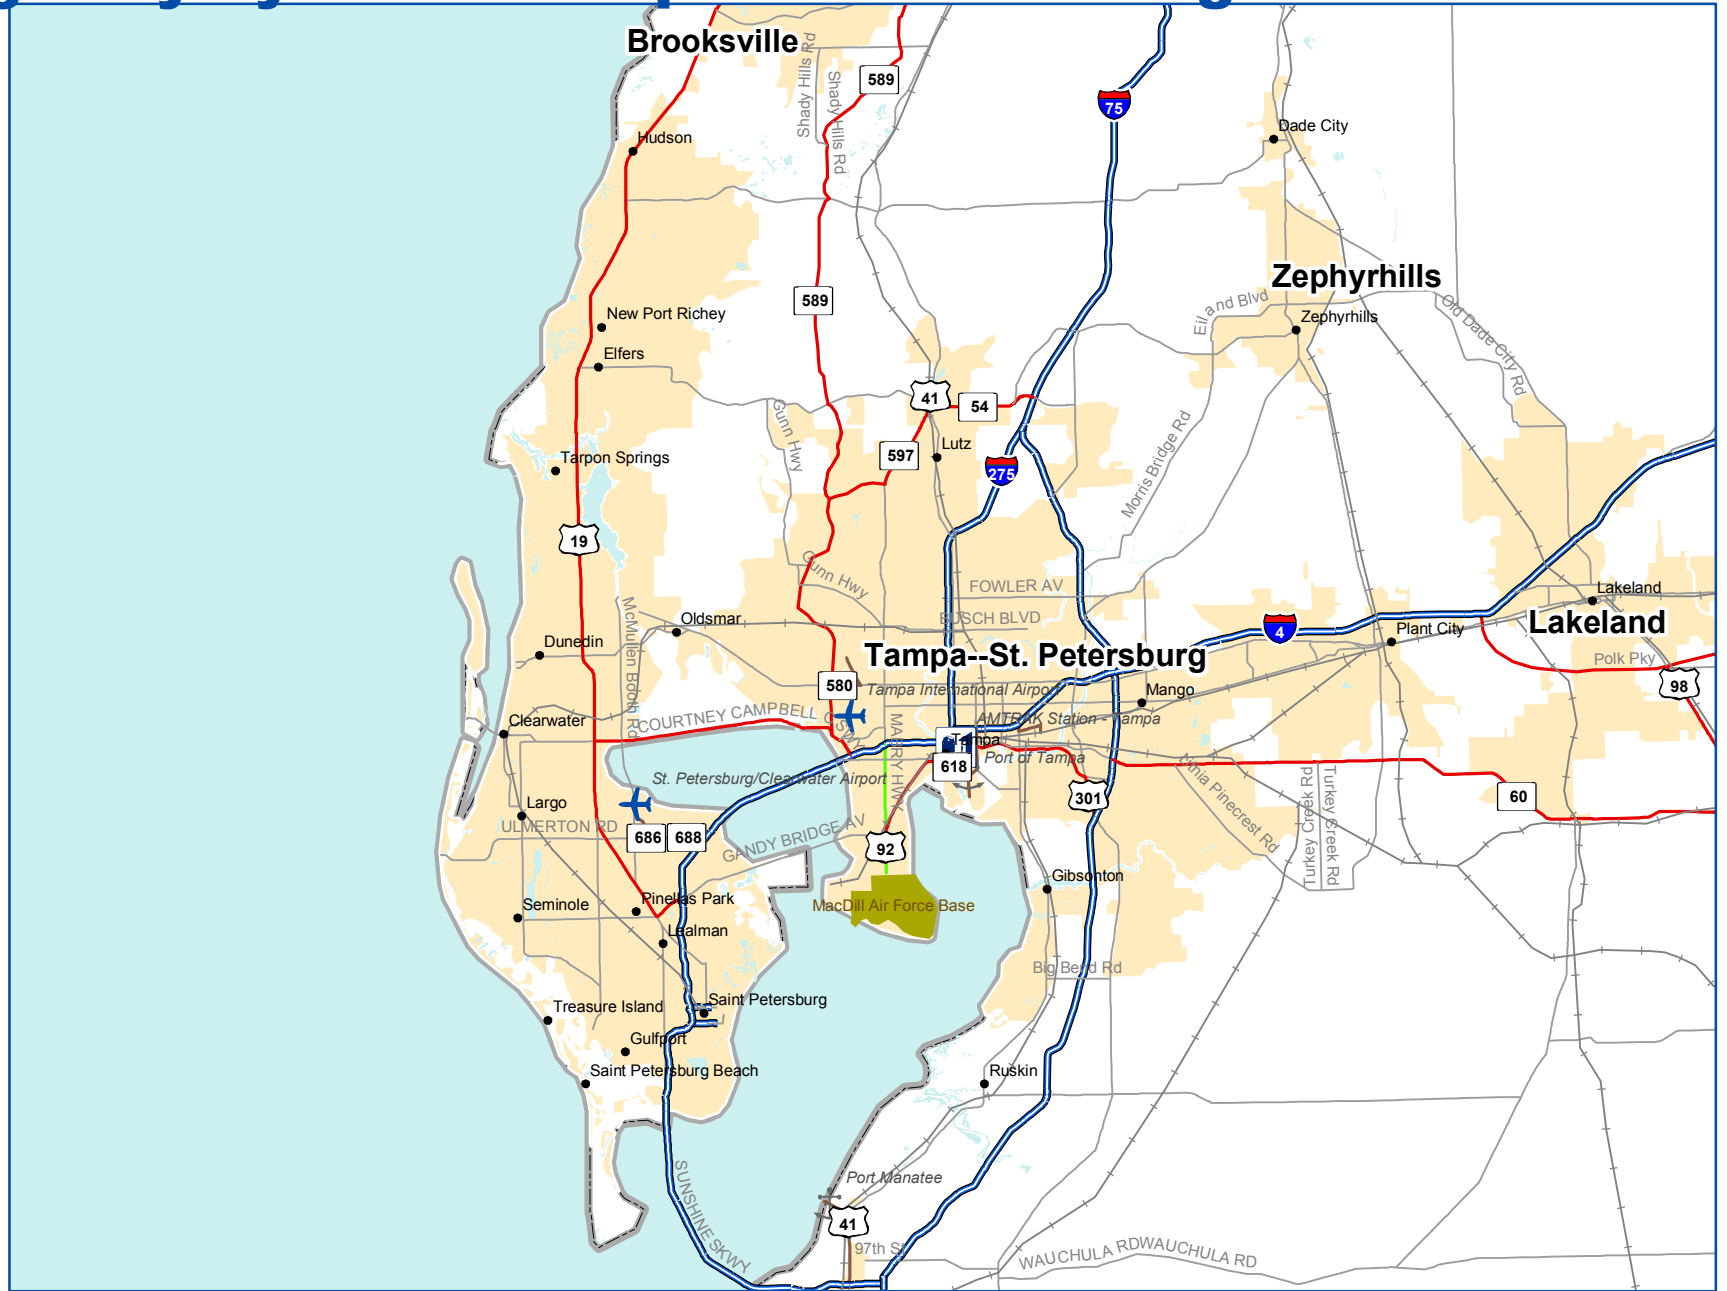 Brooksville
Shady Hills Rd
Shady Hills Rd
589
75
Dade City
Hudson
Zephyrhills
589
Eiland Blvd
Zephyrhills
Old Dade City Rd
New Port Richey
Elfers
41
54
Gunn Hwy
Lutz
597
275
Morris Bridge Rd
Tarpon Springs
19
Gunn Hwy
FOWLER AV
Lakeland
McMullen Booth Rd
Oldsmar
BUSCH BLVD
4
Plant City
Lakeland
Dunedin
Tampa--St. Petersburg
Polk Pky
580
Tampa International Airport
Mango
98
Clearwater
COURTNEY CAMPBELL CSWY
MABRY HWY
AMTRAK Station - Tampa
Tampa
Port of Tampa
618
St. Petersburg/Clearwater Airport
Lithia Pinecrest Rd
Turkey Creek Rd
Turkey Creek Rd
60
301
Largo
ULMERTON RD
686
688
GANDY BRIDGE AV
92
Gibsonton
MacDill Air Force Base
Seminole
Pinellas Park
Lealman
Big Bend Rd
Saint Petersburg
Treasure Island
Gulfport
Saint Petersburg Beach
Ruskin
SUNSHINE SKWY
Port Manatee
41
97th St
WAUCHULA RD
WAUCHULA RD